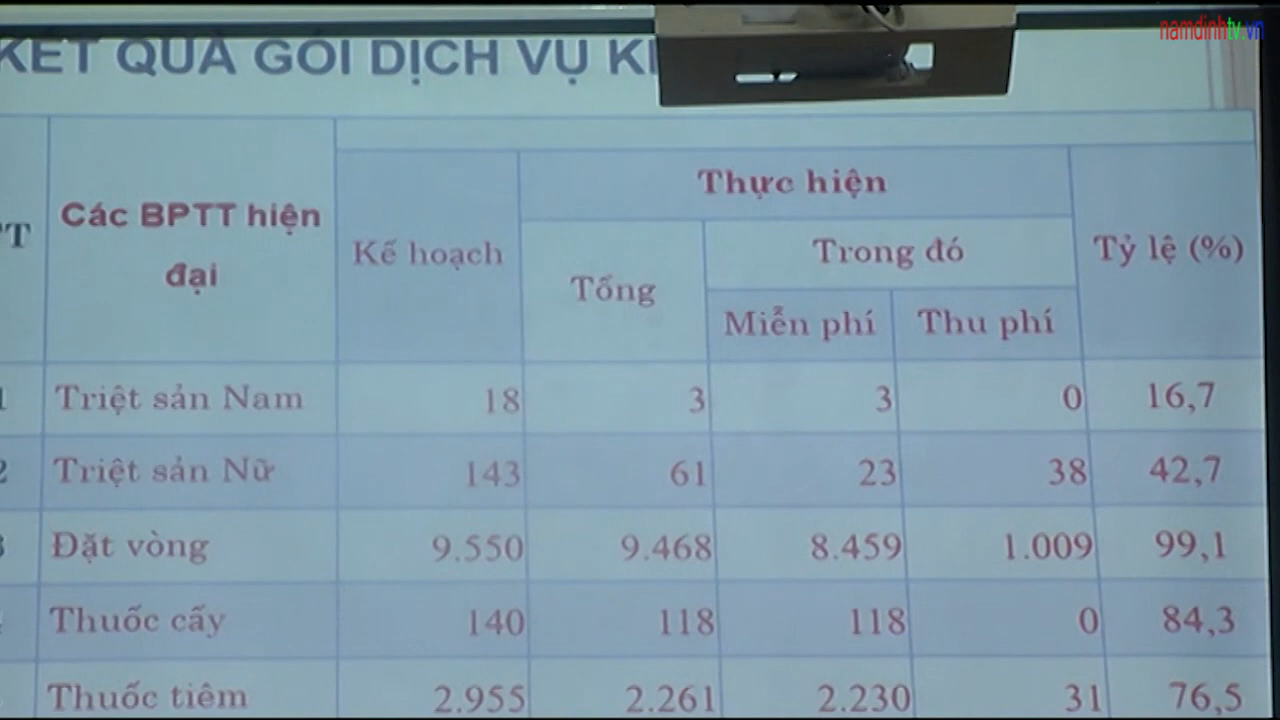 namdinhtv.vn
KẾT QUẢ GÓI DỊCH VỤ
Các BPTT hiện đại
Kế hoạch
Thực hiện
Tổng
Trong đó
Miễn phí
Thu phí
Tỷ lệ (%)
1 Triệt sản Nam 18 3 3 0 16,7
2 Triệt sản Nữ 143 61 23 38 42,7
3 Đặt vòng 9.550 9.468 8.459 1.009 99,1
Thuốc cấy 140 118 118 0 84,3
Thuốc tiêm 2.955 2.261 2.230 31 76,5